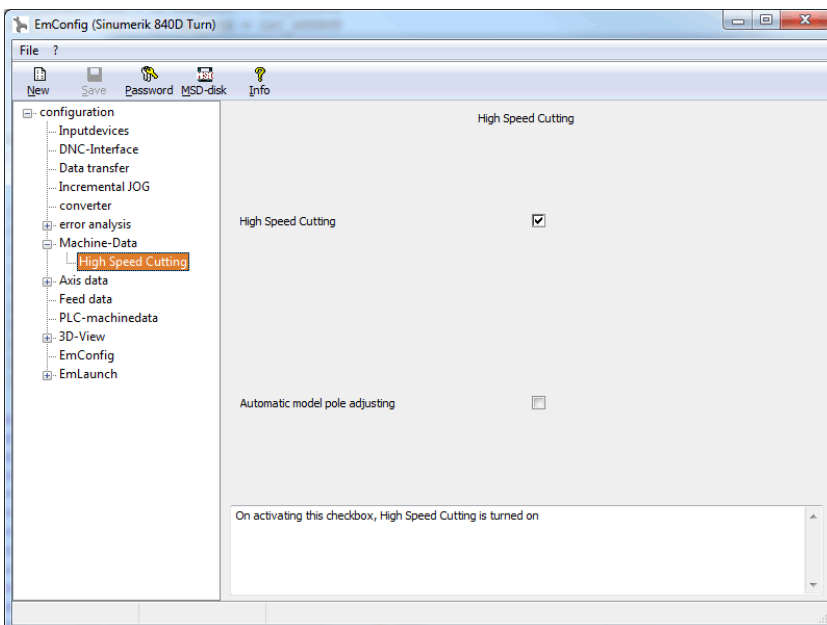 EmConfig (Sinumerik 840D Turn)
File ?
New Save Password MSD-disk Info
configuration
Inputdevices
DNC-Interface
Data transfer
Incremental JOG
converter
error analysis
Machine-Data
High Speed Cutting
Axis data
Feed data
PLC-machinedata
3D-View
EmConfig
EmLaunch
High Speed Cutting
High Speed Cutting
Automatic model pole adjusting
On activating this checkbox, High Speed Cutting is turned on